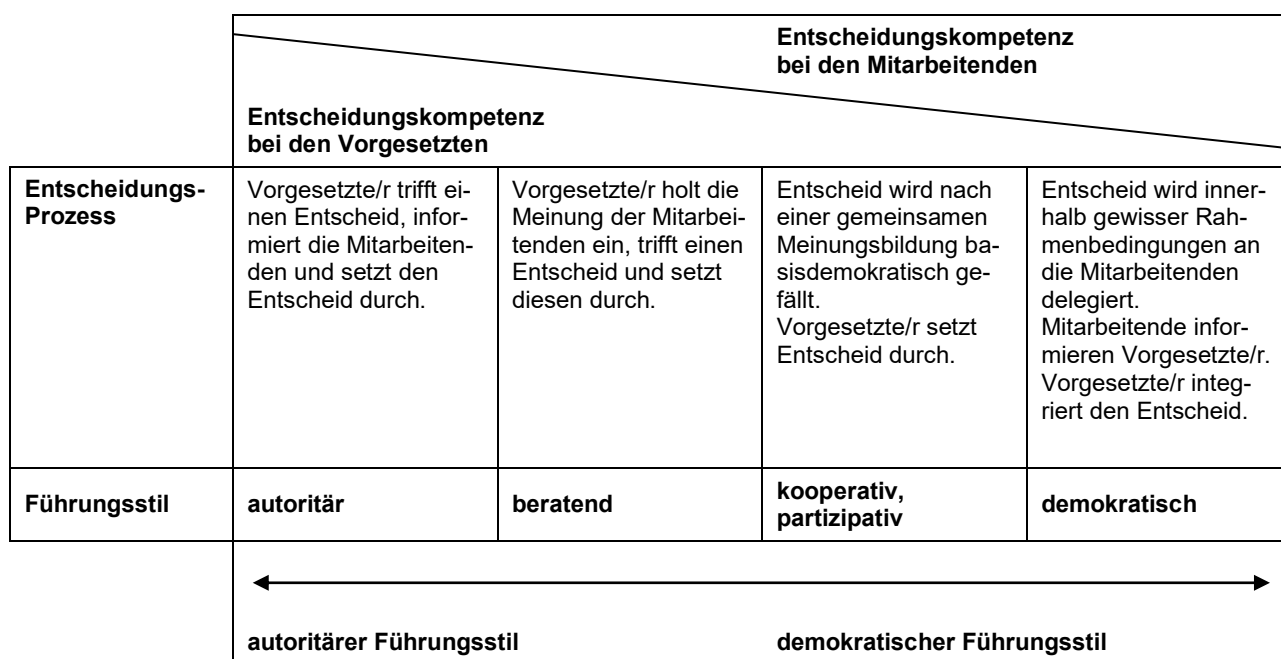 Entscheidungskompetenz
bei den Mitarbeitenden
Entscheidungskompetenz
bei den Vorgesetzten
Entscheidungs-
Prozess
Vorgesetzte/r trifft ei-
nen Entscheid, infor-
miert die Mitarbeiten-
den und setzt den
Entscheid durch.
Vorgesetzte/r holt die
Meinung der Mitarbei-
tenden ein, trifft einen
Entscheid und setzt
diesen durch.
Entscheid wird nach
einer gemeinsamen
Meinungsbildung ba-
sisdemokratisch ge-
fällt.
Vorgesetzte/r setzt
Entscheid durch.
Entscheid wird inner-
halb gewisser Rah-
menbedingungen an
die Mitarbeitenden
delegiert.
Mitarbeitende infor-
mieren Vorgesetzte/r.
Vorgesetzte/r integ-
riert den Entscheid.
Führungsstil
autoritär
beratend
kooperativ,
partizipativ
demokratisch
autoritärer Führungsstil
demokratischer Führungsstil